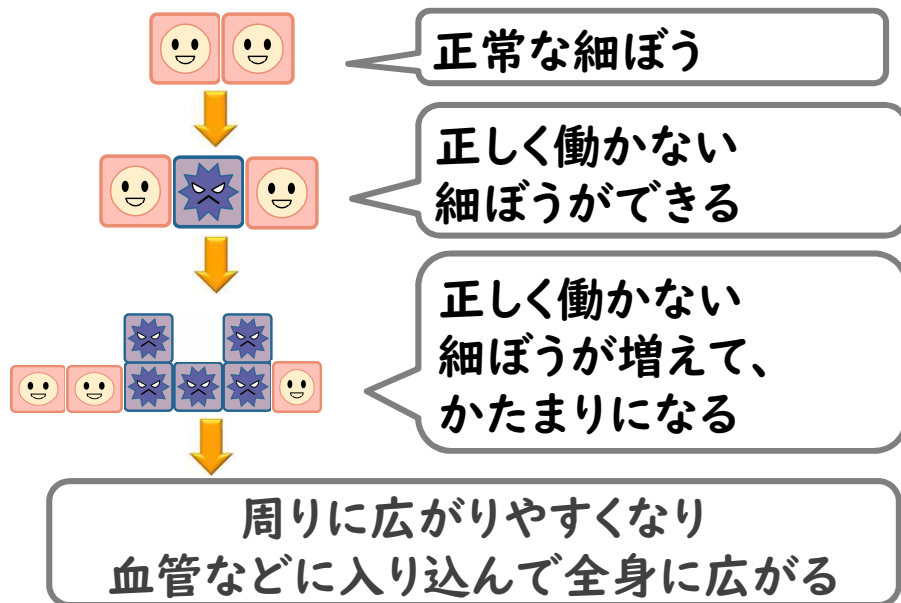 正常な細ぼう
正しく働かない
細ぼうができる
正しく働かない
細ぼうが増えて、
かたまりになる
周りに広がりやすくなり
血管などに入り込んで全身に広がる